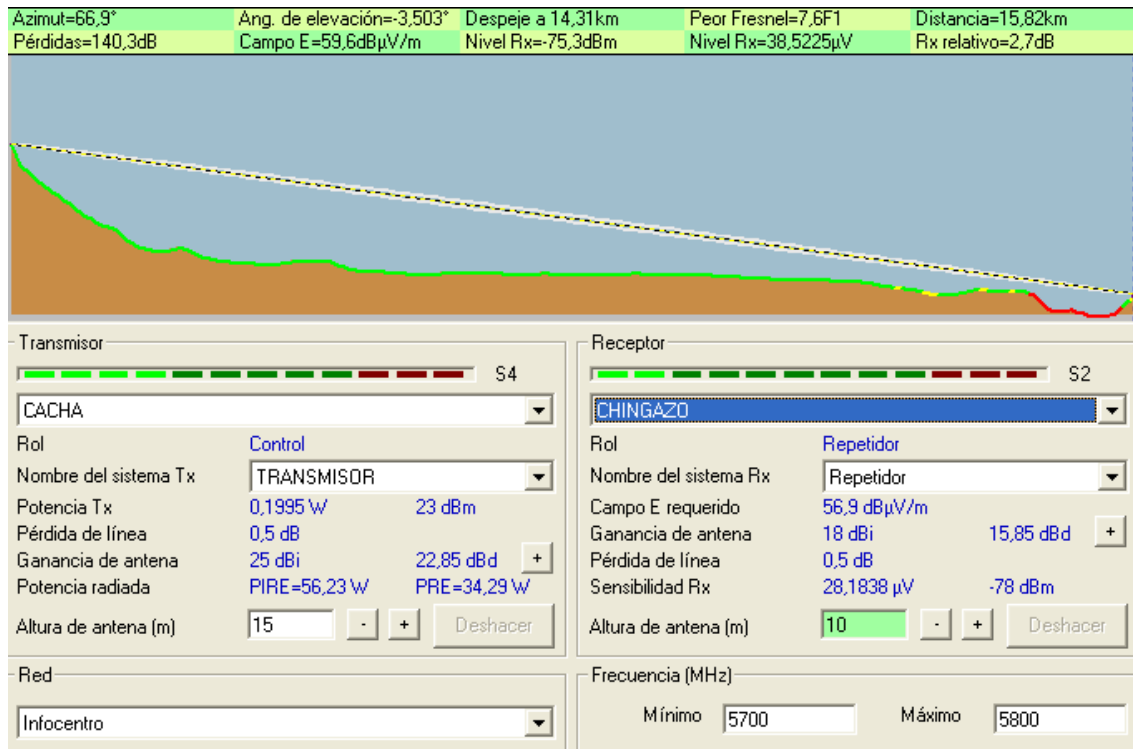 Azimut=66,9° Ang. de elevación=-3,503° Despeje a 14,31km Peor Fresnel=7,6F1 Distancia=15,82km
Pérdidas=140,3dB Campo E=59,6dBµV/m Nivel Rx=-75,3dBm Nivel Rx=38,5225µV Rx relativo=2,7dB
Transmisor
S4
CACHA
Rol Control
Nombre del sistema Tx TRANSMISOR
Potencia Tx 0,1995 W 23 dBm
Pérdida de línea 0,5 dB
Ganancia de antena 25 dBi 22,85 dBd +
Potencia radiada PIRE=56,23 W PRE=34,29 W
Altura de antena (m) 15 - + Deshacer
Red
Infocentro
Receptor
S2
CHINGAZO
Rol Repetidor
Nombre del sistema Rx Repetidor
Campo E requerido 56,9 dBµV/m
Ganancia de antena 18 dBi 15,85 dBd +
Pérdida de línea 0,5 dB
Sensibilidad Rx 28,1838 µV -78 dBm
Altura de antena (m) 10 - + Deshacer
Frecuencia (MHz)
Mínimo 5700 Máximo 5800